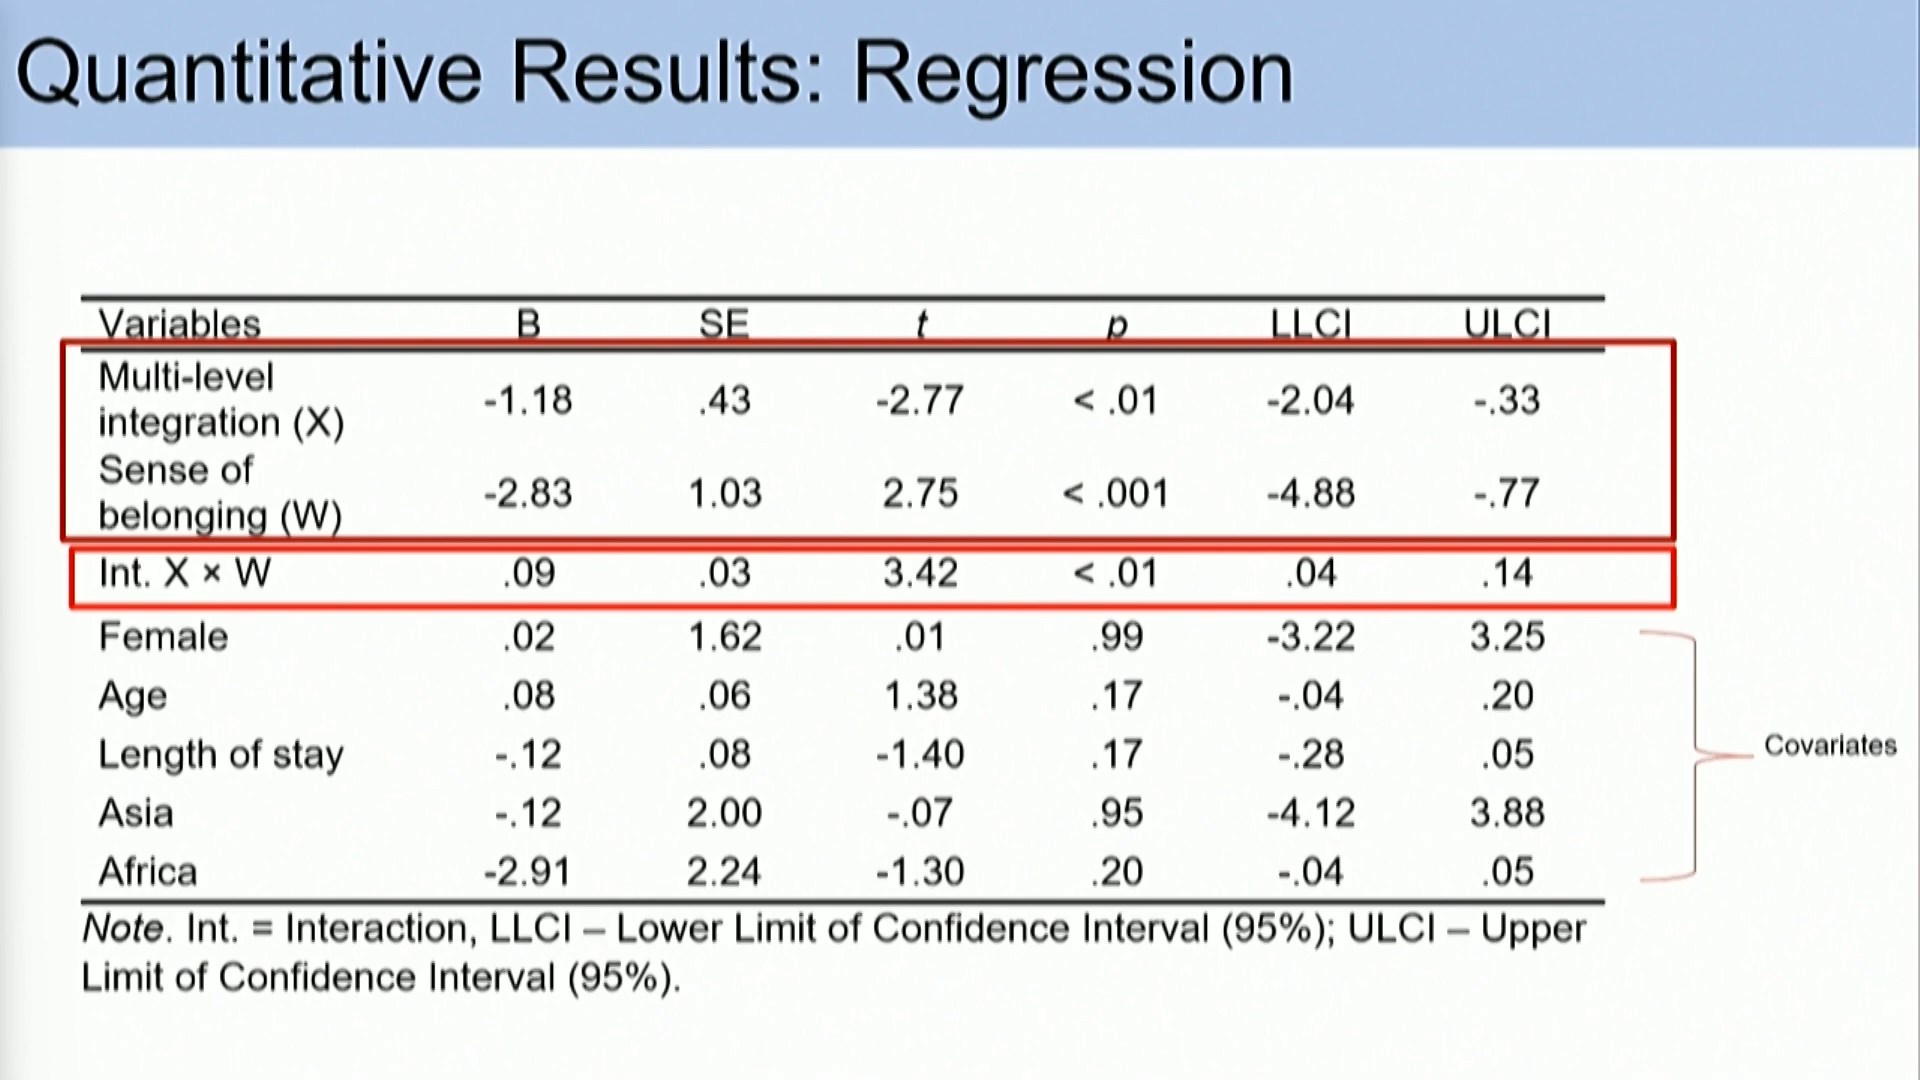 Quantitative Results: Regression
Variables B SE t p LLCI ULCI
Multi-level
integration (X) -1.18 .43 -2.77 < .01 -2.04 -.33
Sense of
belonging (W) -2.83 1.03 2.75 < .001 -4.88 -.77
Int. X × W .09 .03 3.42 < .01 .04 .14
Female .02 1.62 .01 .99 -3.22 3.25
Age .08 .06 1.38 .17 -.04 .20
Length of stay -.12 .08 -1.40 .17 -.28 .05
Asia -.12 2.00 -.07 .95 -4.12 3.88
Africa -2.91 2.24 -1.30 .20 -.04 .05
Covariates
Note. Int. = Interaction, LLCI – Lower Limit of Confidence Interval (95%); ULCI – Upper
Limit of Confidence Interval (95%).